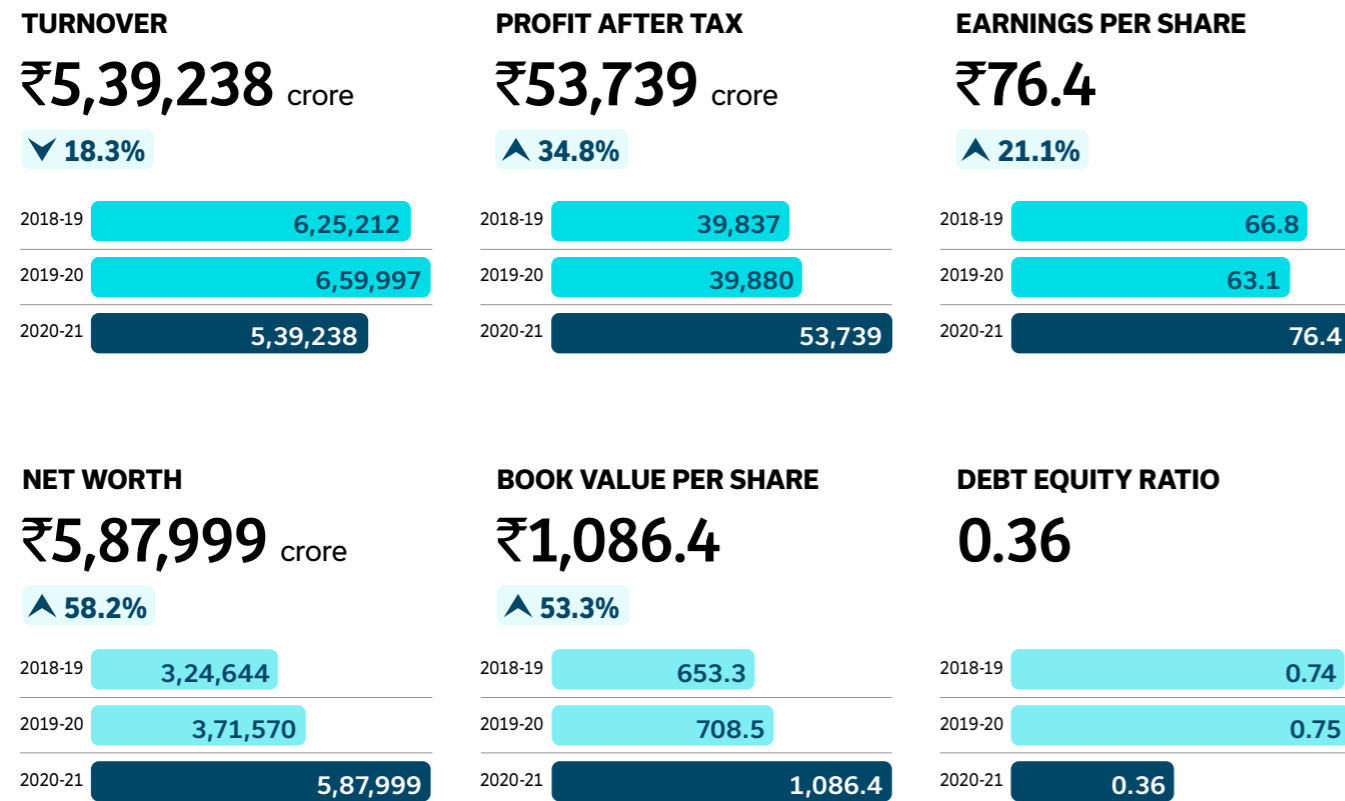 TURNOVER
₹5,39,238 crore
18.3%
2018-19 6,25,212
2019-20 6,59,997
2020-21 5,39,238
PROFIT AFTER TAX
₹53,739 crore
34.8%
2018-19 39,837
2019-20 39,880
2020-21 53,739
EARNINGS PER SHARE
₹76.4
21.1%
2018-19 66.8
2019-20 63.1
2020-21 76.4
NET WORTH
₹5,87,999 crore
58.2%
2018-19 3,24,644
2019-20 3,71,570
2020-21 5,87,999
BOOK VALUE PER SHARE
₹1,086.4
53.3%
2018-19 653.3
2019-20 708.5
2020-21 1,086.4
DEBT EQUITY RATIO
0.36
2018-19 0.74
2019-20 0.75
2020-21 0.36